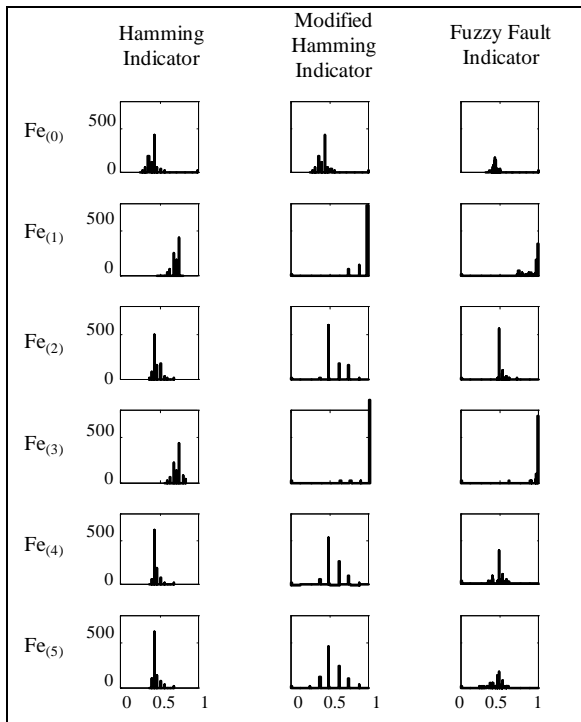 Hamming Indicator
Modified Hamming Indicator
Fuzzy Fault Indicator
Fe(0)
500
0
Fe(1)
500
0
Fe(2)
500
0
Fe(3)
500
0
Fe(4)
500
0
Fe(5)
500
0
0 0.5 1
0 0.5 1
0 0.5 1